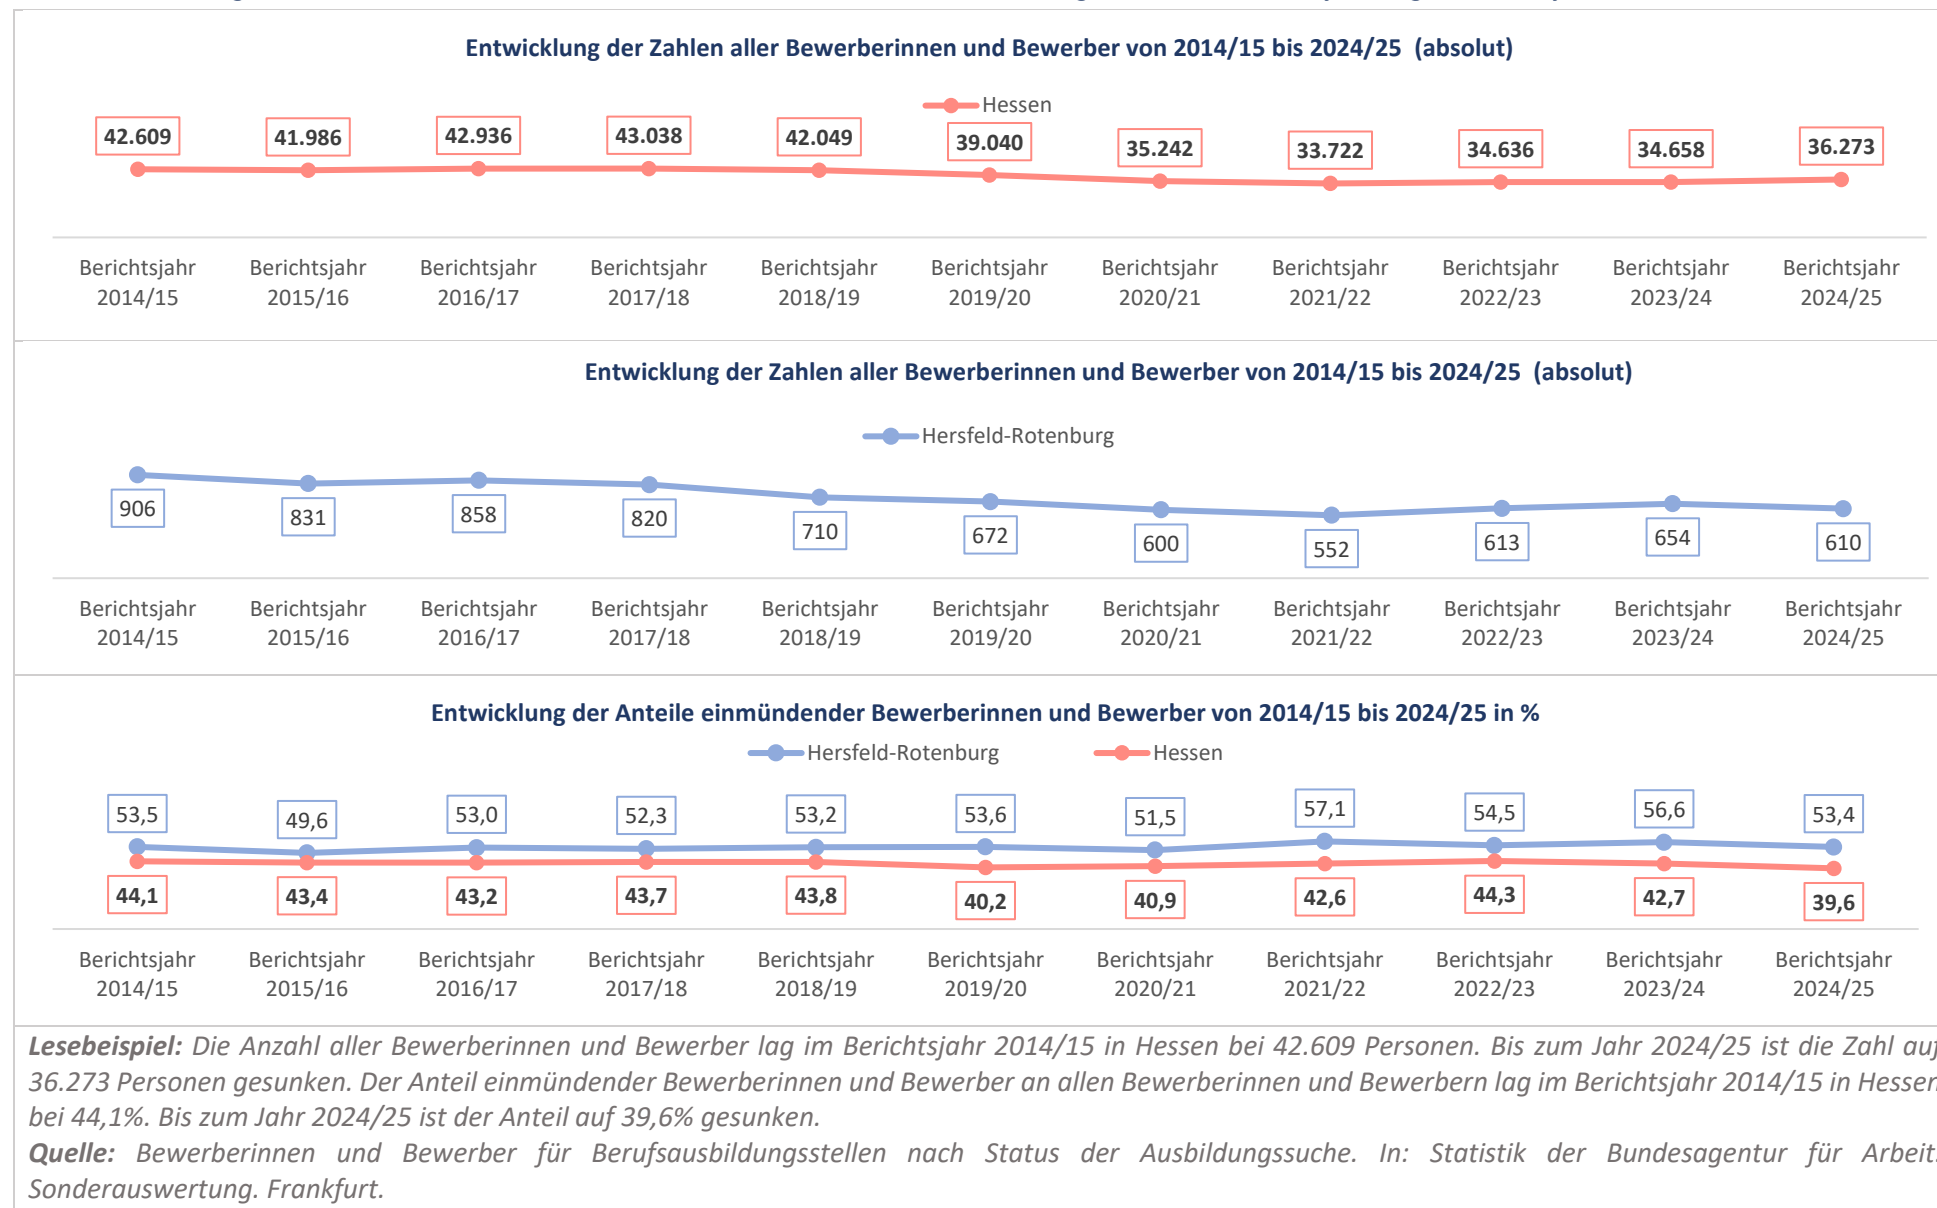 Entwicklung der Zahlen aller Bewerberinnen und Bewerber von 2014/15 bis 2024/25 (absolut)
Hessen
42.609 41.986 42.936 43.038 42.049 39.040 35.242 33.722 34.636 34.658 36.273
Berichtsjahr Berichtsjahr Berichtsjahr Berichtsjahr Berichtsjahr Berichtsjahr Berichtsjahr Berichtsjahr Berichtsjahr Berichtsjahr Berichtsjahr
2014/15 2015/16 2016/17 2017/18 2018/19 2019/20 2020/21 2021/22 2022/23 2023/24 2024/25
Entwicklung der Zahlen aller Bewerberinnen und Bewerber von 2014/15 bis 2024/25 (absolut)
Hersfeld-Rotenburg
906 831 858 820 710 672 600 552 613 654 610
Berichtsjahr Berichtsjahr Berichtsjahr Berichtsjahr Berichtsjahr Berichtsjahr Berichtsjahr Berichtsjahr Berichtsjahr Berichtsjahr Berichtsjahr
2014/15 2015/16 2016/17 2017/18 2018/19 2019/20 2020/21 2021/22 2022/23 2023/24 2024/25
Entwicklung der Anteile einmündender Bewerberinnen und Bewerber von 2014/15 bis 2024/25 in %
Hersfeld-Rotenburg Hessen
53,5 49,6 53,0 52,3 53,2 53,6 51,5 57,1 54,5 56,6 53,4
44,1 43,4 43,2 43,7 43,8 40,2 40,9 42,6 44,3 42,7 39,6
Berichtsjahr Berichtsjahr Berichtsjahr Berichtsjahr Berichtsjahr Berichtsjahr Berichtsjahr Berichtsjahr Berichtsjahr Berichtsjahr Berichtsjahr
2014/15 2015/16 2016/17 2017/18 2018/19 2019/20 2020/21 2021/22 2022/23 2023/24 2024/25
Lesebeispiel: Die Anzahl aller Bewerberinnen und Bewerber lag im Berichtsjahr 2014/15 in Hessen bei 42.609 Personen. Bis zum Jahr 2024/25 ist die Zahl auf
36.273 Personen gesunken. Der Anteil einmündender Bewerberinnen und Bewerber an allen Bewerberinnen und Bewerbern lag im Berichtsjahr 2014/15 in Hessen
bei 44,1%. Bis zum Jahr 2024/25 ist der Anteil auf 39,6% gesunken.
Quelle: Bewerberinnen und Bewerber für Berufsausbildungsstellen nach Status der Ausbildungssuche. In: Statistik der Bundesagentur für Arbeit.
Sonderauswertung. Frankfurt.